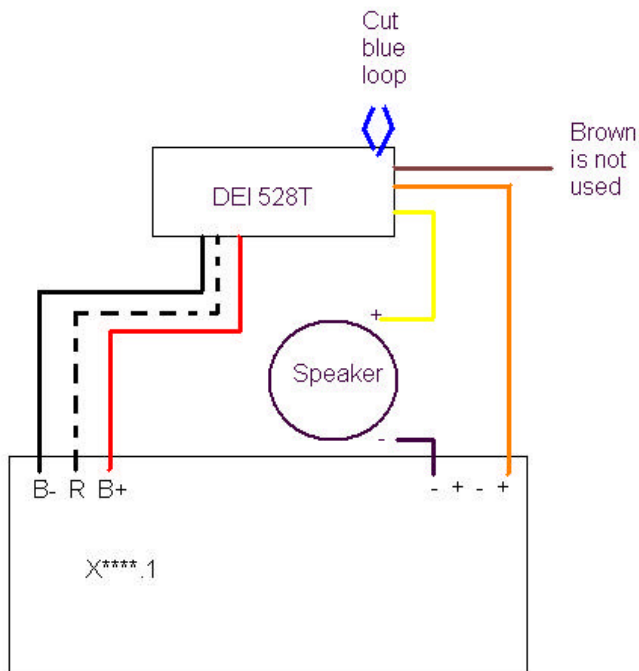 Cut
blue
loop
Brown
is not
used
DEI 528T
+
Speaker
-
B- R B+
- + - +
X****.1